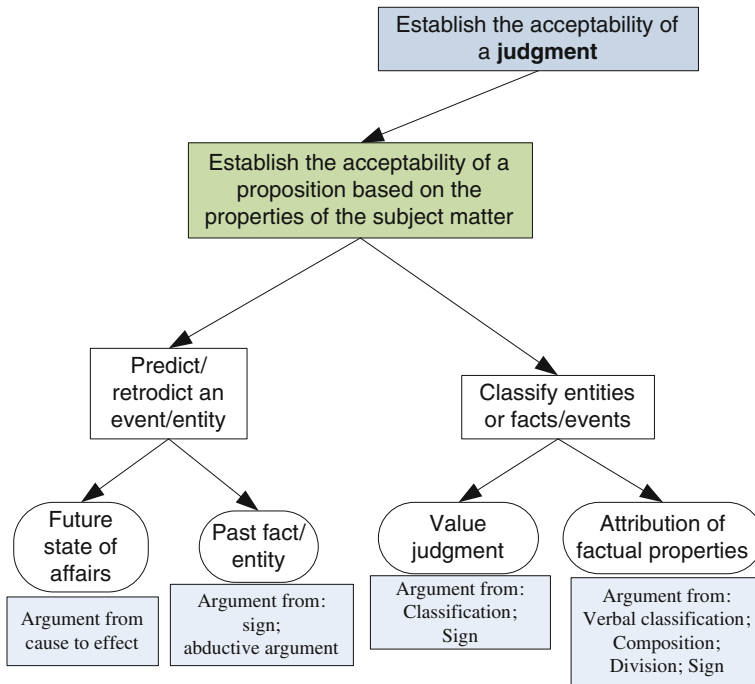 Establish the acceptability of
a judgment
Establish the acceptability of a
proposition based on the
properties of the subject matter
Predict/
retrodict an
event/entity
Classify entities
or facts/events
Future
state of
affairs
Past fact/
entity
Value
judgment
Attribution of
factual properties
Argument from
cause to effect
Argument from:
sign;
abductive argument
Argument from:
Classification;
Sign
Argument from:
Verbal classification;
Composition;
Division; Sign